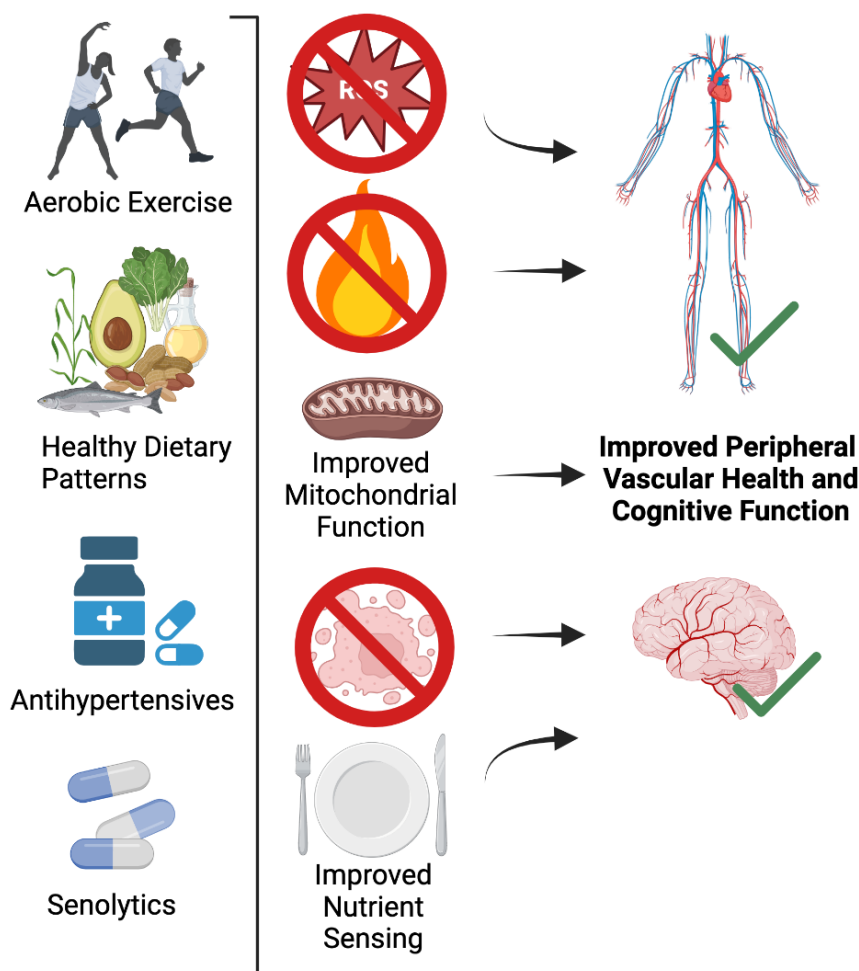 Aerobic Exercise
Healthy Dietary
Patterns
Antihypertensives
Senolytics
ROS
Improved
Mitochondrial
Function
Improved
Nutrient
Sensing
Improved Peripheral
Vascular Health and
Cognitive Function